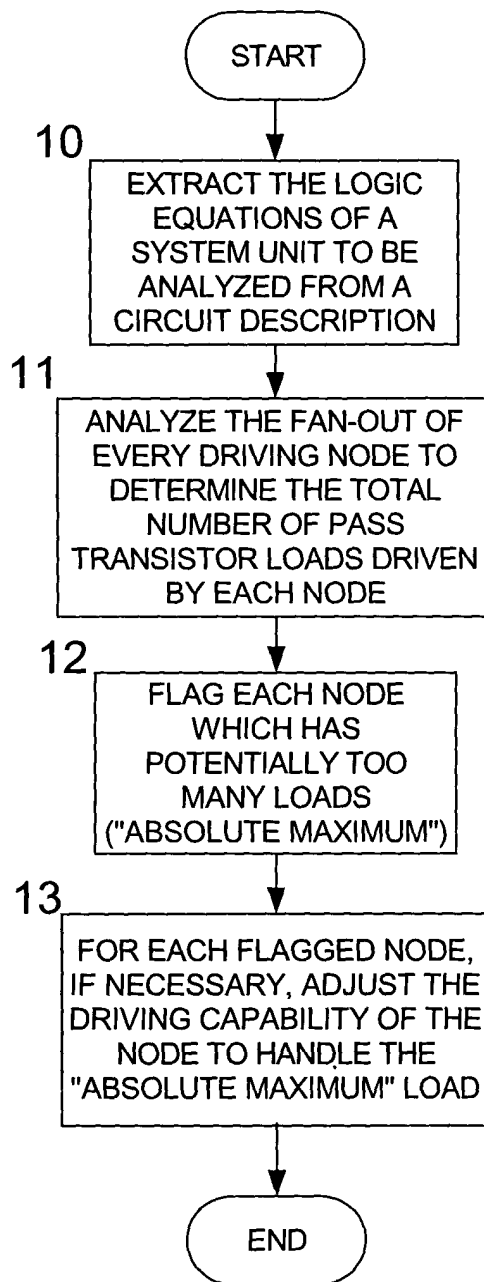 START
10
EXTRACT THE LOGIC
EQUATIONS OF A
SYSTEM UNIT TO BE
ANALYZED FROM A
CIRCUIT DESCRIPTION
11
ANALYZE THE FAN-OUT OF
EVERY DRIVING NODE TO
DETERMINE THE TOTAL
NUMBER OF PASS
TRANSISTOR LOADS DRIVEN
BY EACH NODE
12
FLAG EACH NODE
WHICH HAS
POTENTIALLY TOO
MANY LOADS
("ABSOLUTE MAXIMUM")
13
FOR EACH FLAGGED NODE,
IF NECESSARY, ADJUST THE
DRIVING CAPABILITY OF THE
NODE TO HANDLE THE
"ABSOLUTE MAXIMUM" LOAD
END